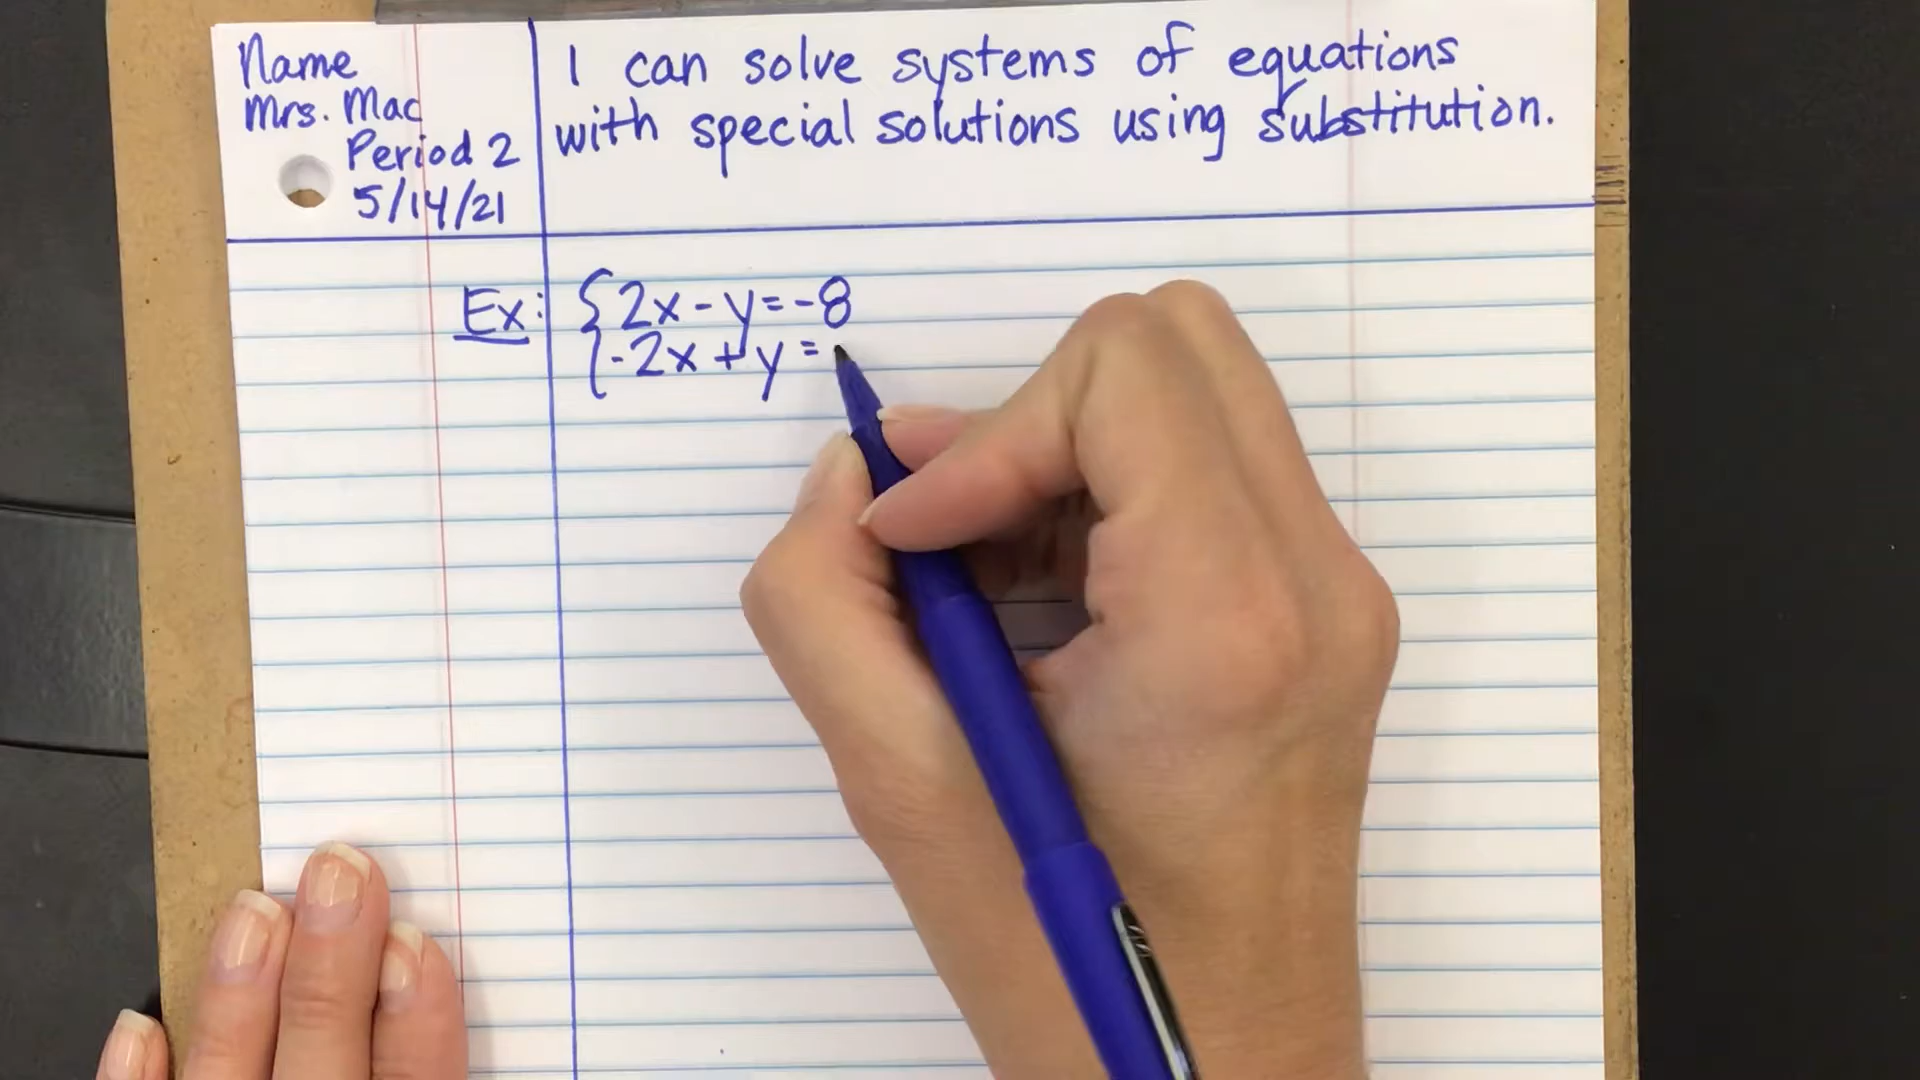 Name
Mrs. Mac
Period 2
5/14/21
I can solve systems of equations
with special solutions using substitution.
Ex:
2x - y = -8
-2x + y =